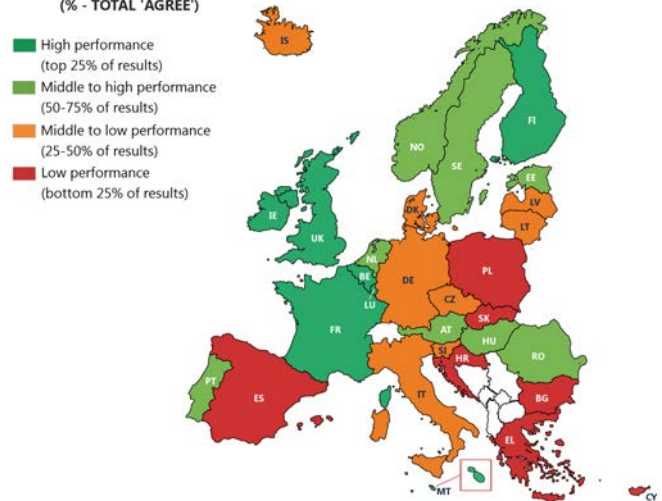 (% - TOTAL 'AGREE')
High performance
(top 25% of results)
Middle to high performance
(50-75% of results)
Middle to low performance
(25-50% of results)
Low performance
(bottom 25% of results)
IS
FI
NO
SE
EE
LV
DK
LT
IE
UK
NL
DE
PL
BE
LU
CZ
SK
FR
AT
HU
SI
HR
RO
PT
ES
IT
BG
EL
MT
CY